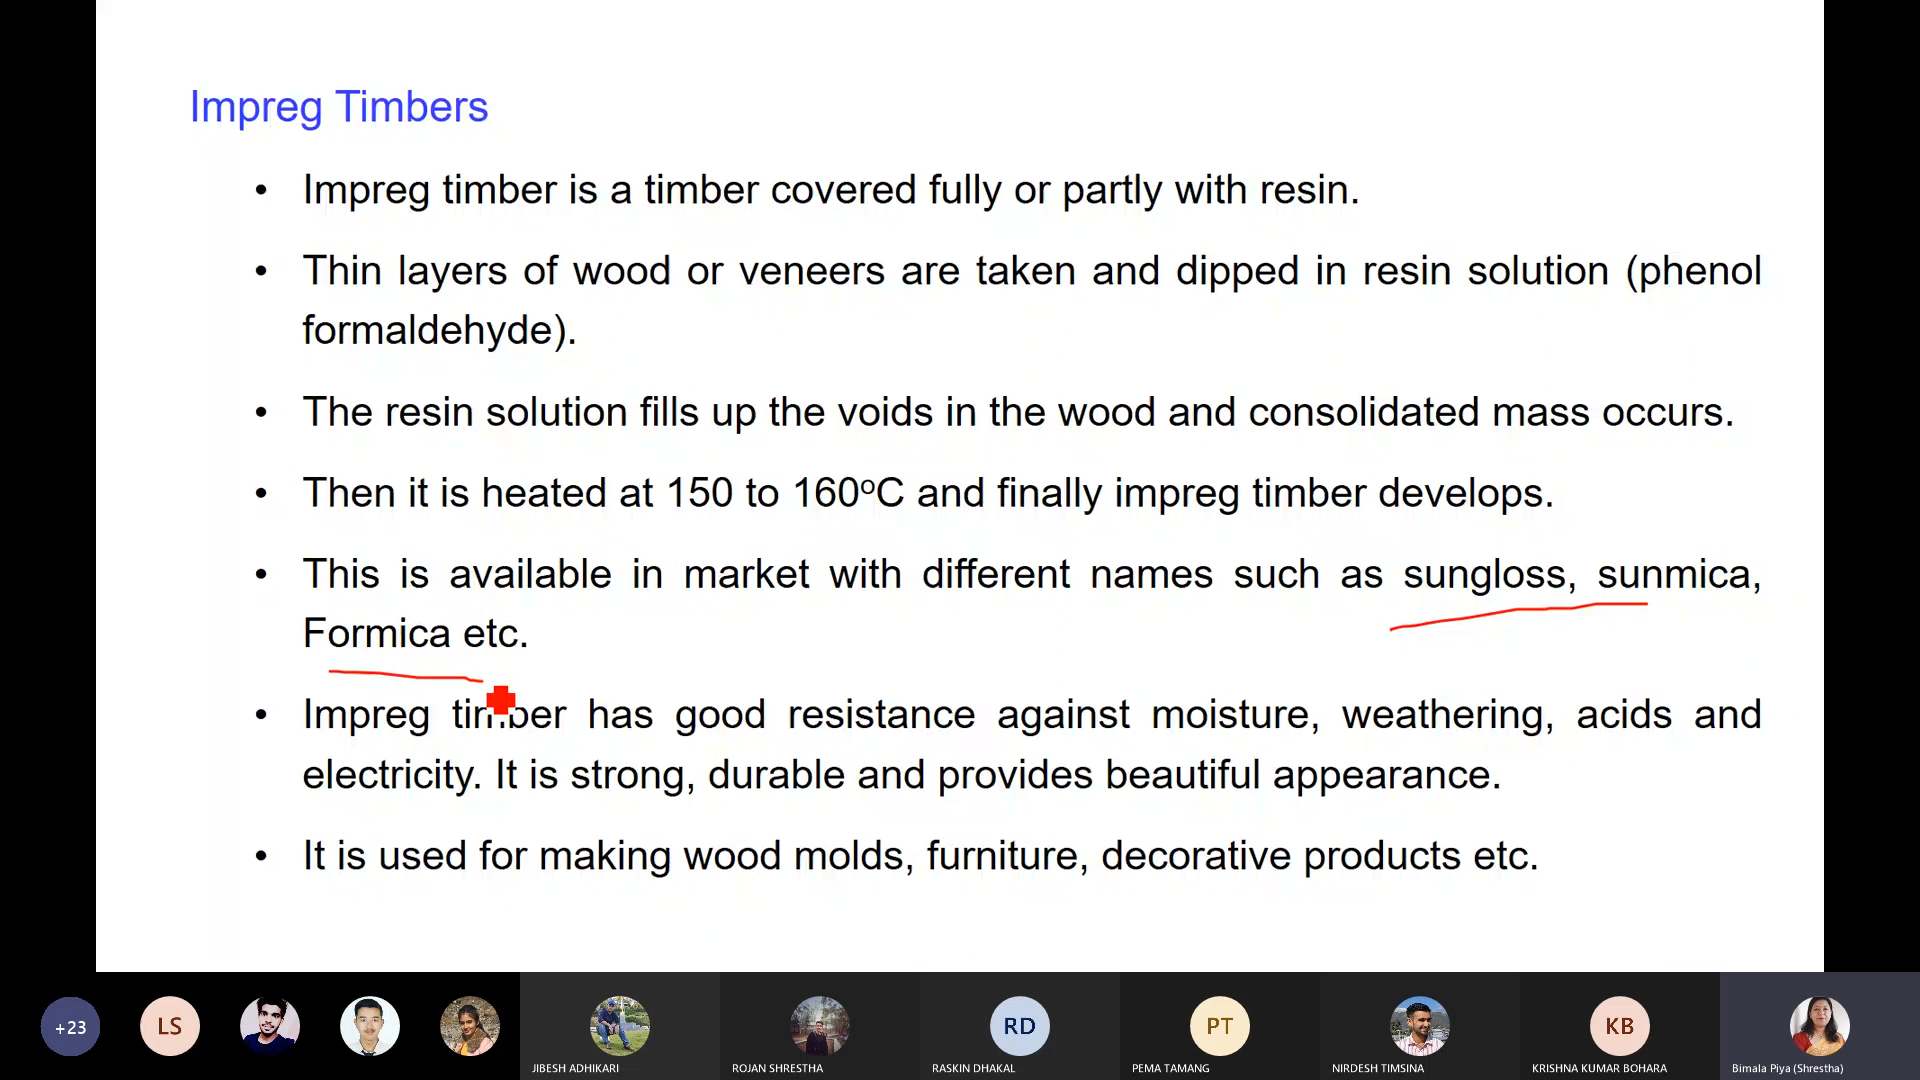 Impreg Timbers
• Impreg timber is a timber covered fully or partly with resin.
• Thin layers of wood or veneers are taken and dipped in resin solution (phenol
formaldehyde).
• The resin solution fills up the voids in the wood and consolidated mass occurs.
• Then it is heated at 150 to 160ºC and finally impreg timber develops.
• This is available in market with different names such as sungloss, sunmica,
Formica etc.
• Impreg timber has good resistance against moisture, weathering, acids and
electricity. It is strong, durable and provides beautiful appearance.
• It is used for making wood molds, furniture, decorative products etc.
+23
LS
RD
PT
KB
JIBESH ADHIKARI
ROJAN SHRESTHA
RASKIN DHAKAL
PEMA TAMANG
NIRDESH TIMSINA
KRISHNA KUMAR BOHARA
Bimala Piya (Shrestha)